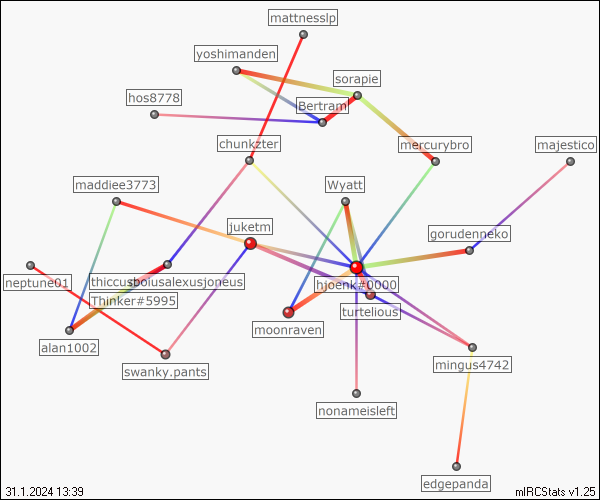 mattnesslp
yoshimanden
sorapie
hos8778
Bertram
chunkzter
mercurybro
majestico
maddiee3773
Wyatt
juketm
gorudenneko
neptune01
thiccusboiusalexusjoneus
hjoenk#0000
Thinker#5995
turtelious
moonraven
alan1002
mingus4742
swanky.pants
nonameisleft
edgepanda
31.1.2024 13:39
mIRCStats v1.25